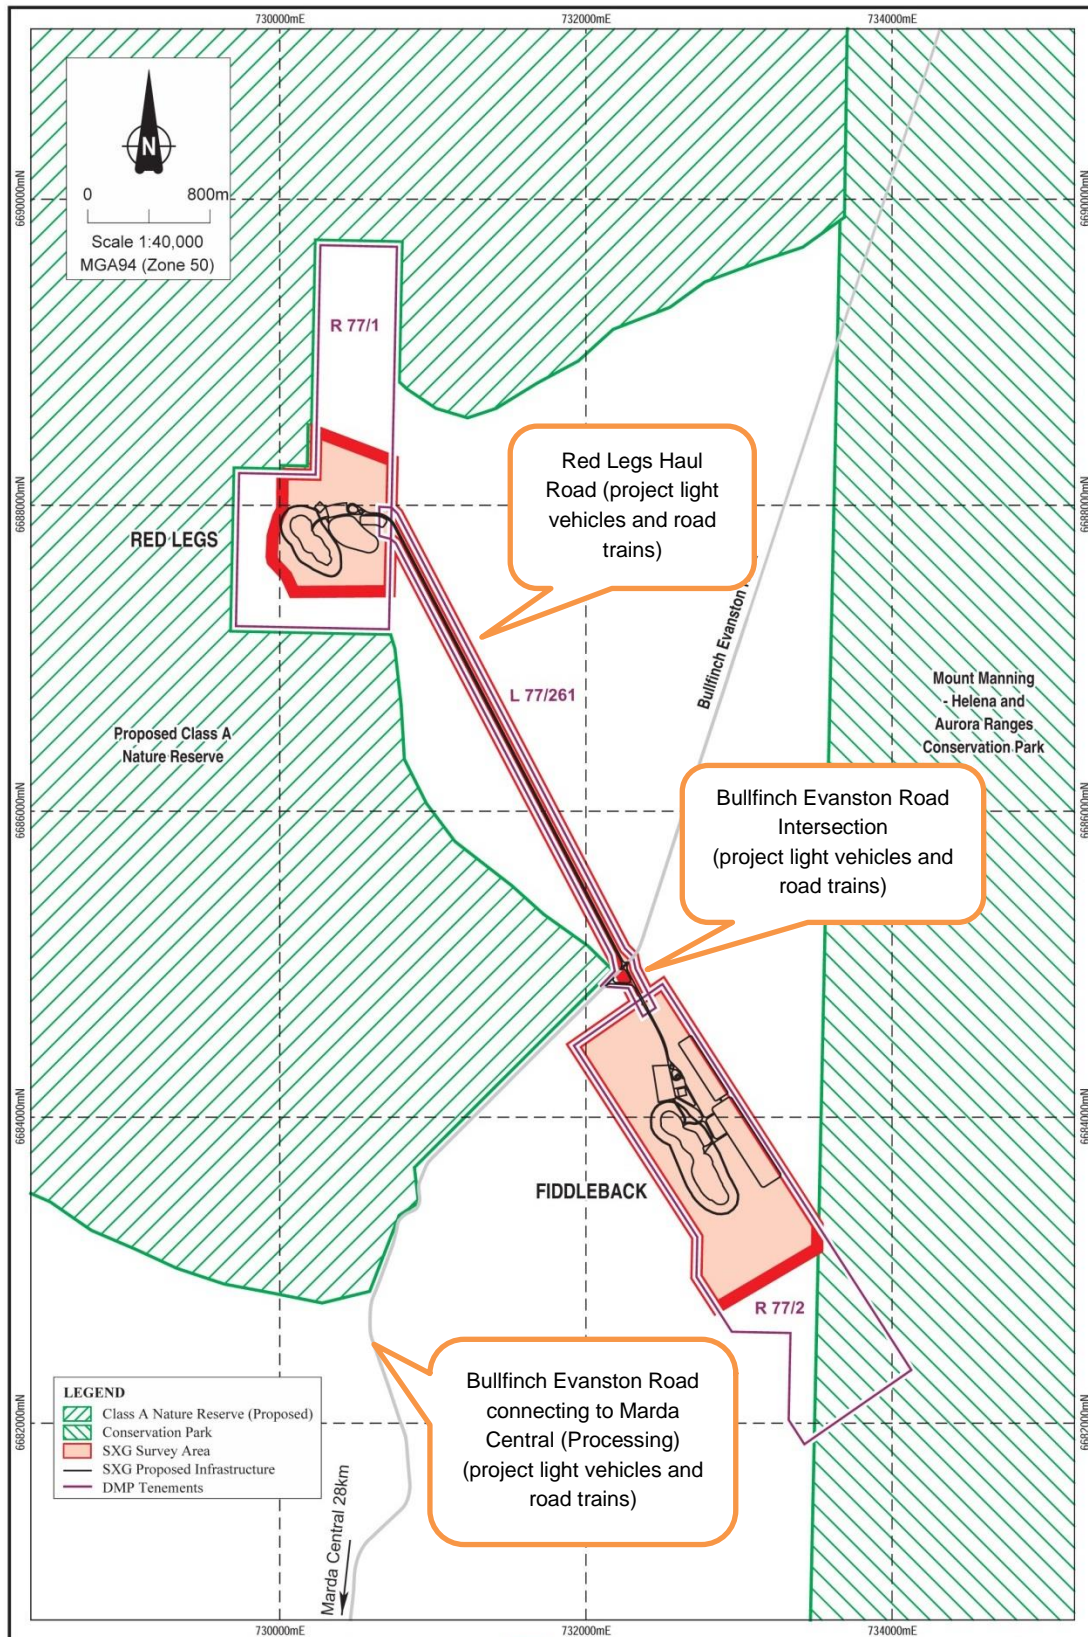 730000mE
732000mE
734000mE
N
0 800m
Scale 1:40,000
MGA94 (Zone 50)
6690000mN
6690000mN
R 77/1
Red Legs Haul
Road (project light
vehicles and road
trains)
6688000mN
6688000mN
RED LEGS
Bullfinch Evanston
L 77/261
Proposed Class A
Nature Reserve
Mount Manning
- Helena and
Aurora Ranges
Conservation Park
Bullfinch Evanston Road
Intersection
(project light vehicles and
road trains)
6686000mN
6686000mN
6684000mN
6684000mN
FIDDLEBACK
R 77/2
Bullfinch Evanston Road
connecting to Marda
Central (Processing)
(project light vehicles and
road trains)
6682000mN
6682000mN
LEGEND
Class A Nature Reserve (Proposed)
Conservation Park
SXG Survey Area
SXG Proposed Infrastructure
DMP Tenements
Marda Central 28km
730000mE
732000mE
734000mE